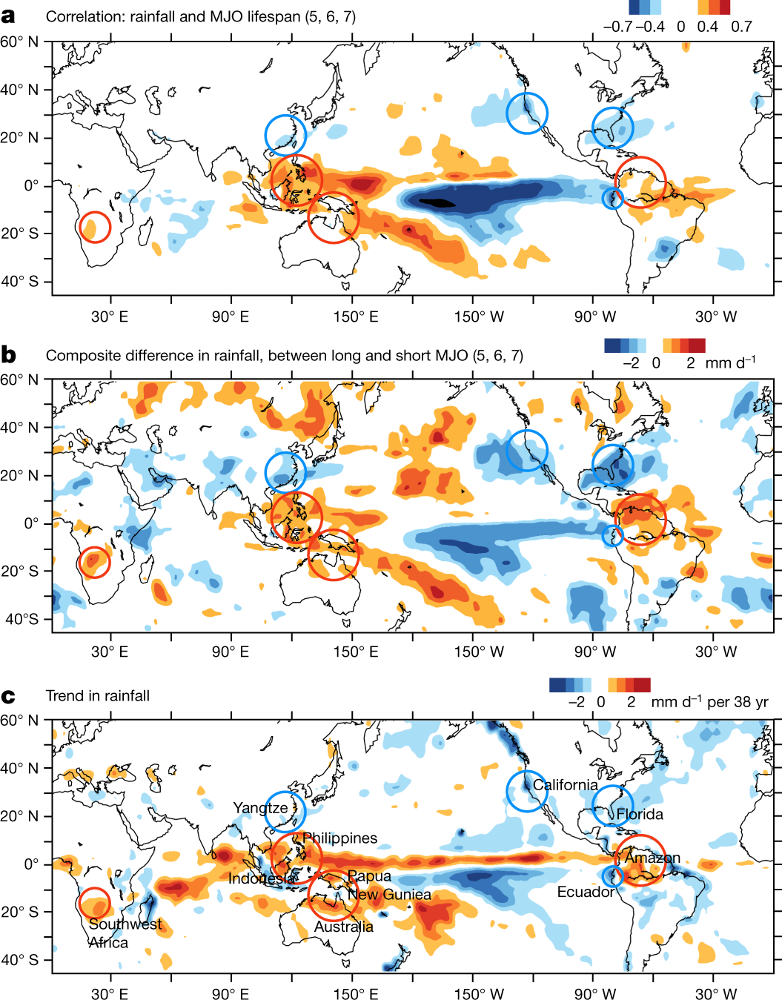 a Correlation: rainfall and MJO lifespan (5, 6, 7)
−0.7 −0.4 0 0.4 0.7
60° N
40° N
20° N
0°
20° S
40° S
30° E 90° E 150° E 150° W 90° W 30° W
b Composite difference in rainfall, between long and short MJO (5, 6, 7)
−2 0 2 mm d−1
60° N
40° N
20° N
0°
20° S
40°S
30° E 90° E 150° E 150° W 90° W 30° W
c Trend in rainfall
−2 0 2 mm d−1 per 38 yr
60° N
40° N
20° N
0°
20° S
40° S
California
Yangtze
Florida
Philippines
Amazon
Indonesia
Papua
New Guniea
Ecuador
Southwest
Africa
Australia
30° E 90° E 150° E 150° W 90° W 30° W